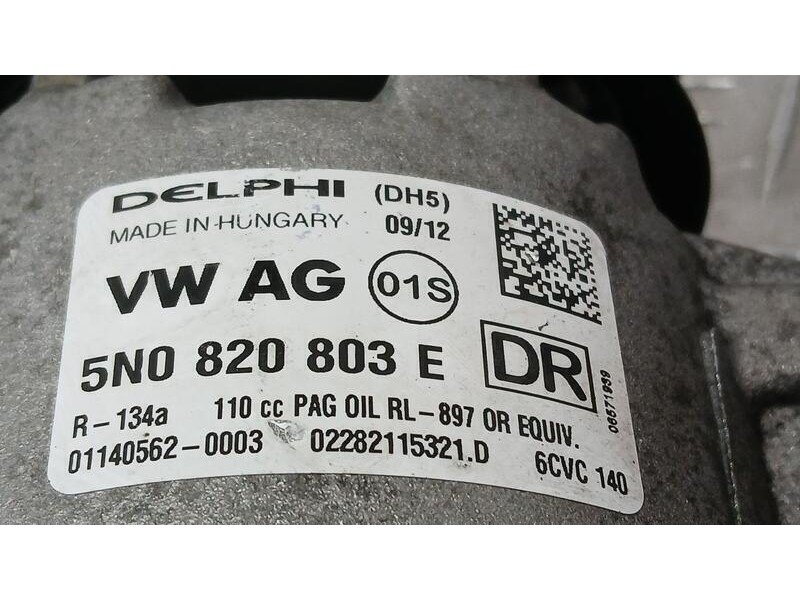 DELPHI (DH5)
MADE IN HUNGARY 09/12
VW AG 01S
5N0 820 803 E DR
R-134a 110 cc PAG OIL RL-897 OR EQUIV.
01140562-0003 02282115321.D 6CVC 140
06571939